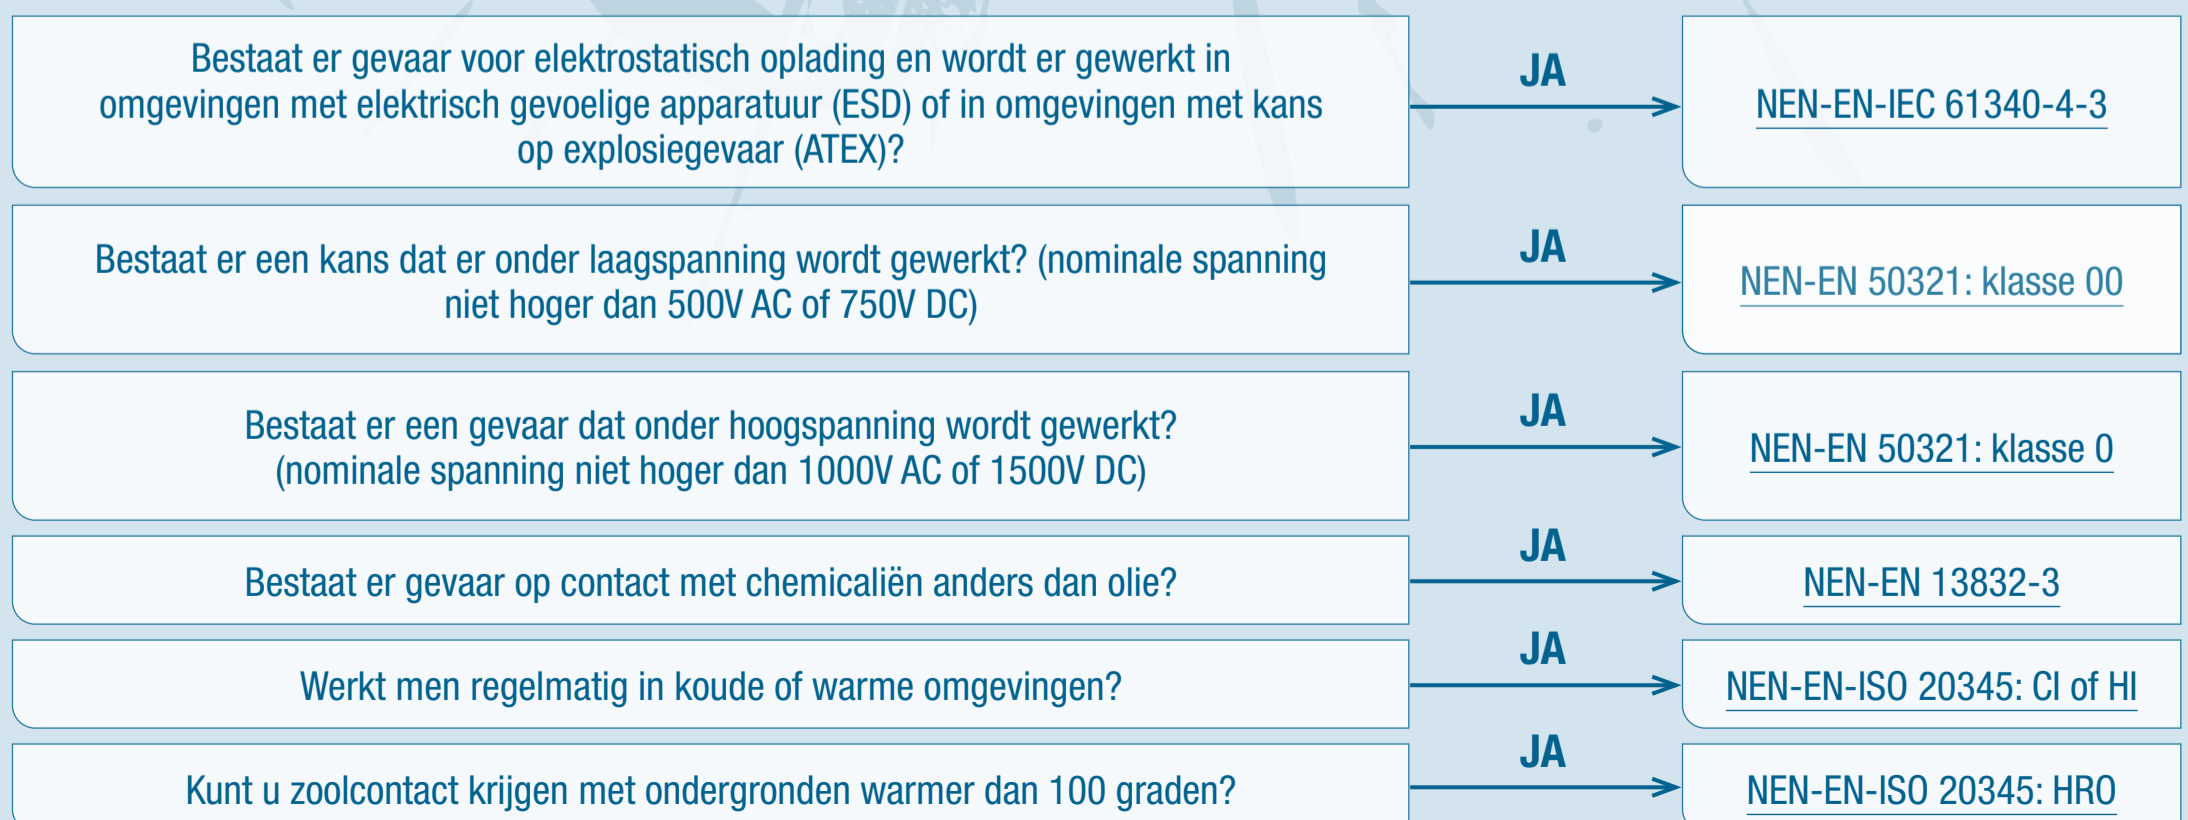 Bestaat er gevaar voor elektrostatisch oplading en wordt er gewerkt in
omgevingen met elektrisch gevoelige apparatuur (ESD) of in omgevingen met kans
op explosiegevaar (ATEX)?
JA
NEN-EN-IEC 61340-4-3
Bestaat er een kans dat er onder laagspanning wordt gewerkt? (nominale spanning
niet hoger dan 500V AC of 750V DC)
JA
NEN-EN 50321: klasse 00
Bestaat er een gevaar dat onder hoogspanning wordt gewerkt?
(nominale spanning niet hoger dan 1000V AC of 1500V DC)
JA
NEN-EN 50321: klasse 0
Bestaat er gevaar op contact met chemicaliën anders dan olie?
JA
NEN-EN 13832-3
Werkt men regelmatig in koude of warme omgevingen?
JA
NEN-EN-ISO 20345: CI of HI
Kunt u zoolcontact krijgen met ondergronden warmer dan 100 graden?
JA
NEN-EN-ISO 20345: HRO